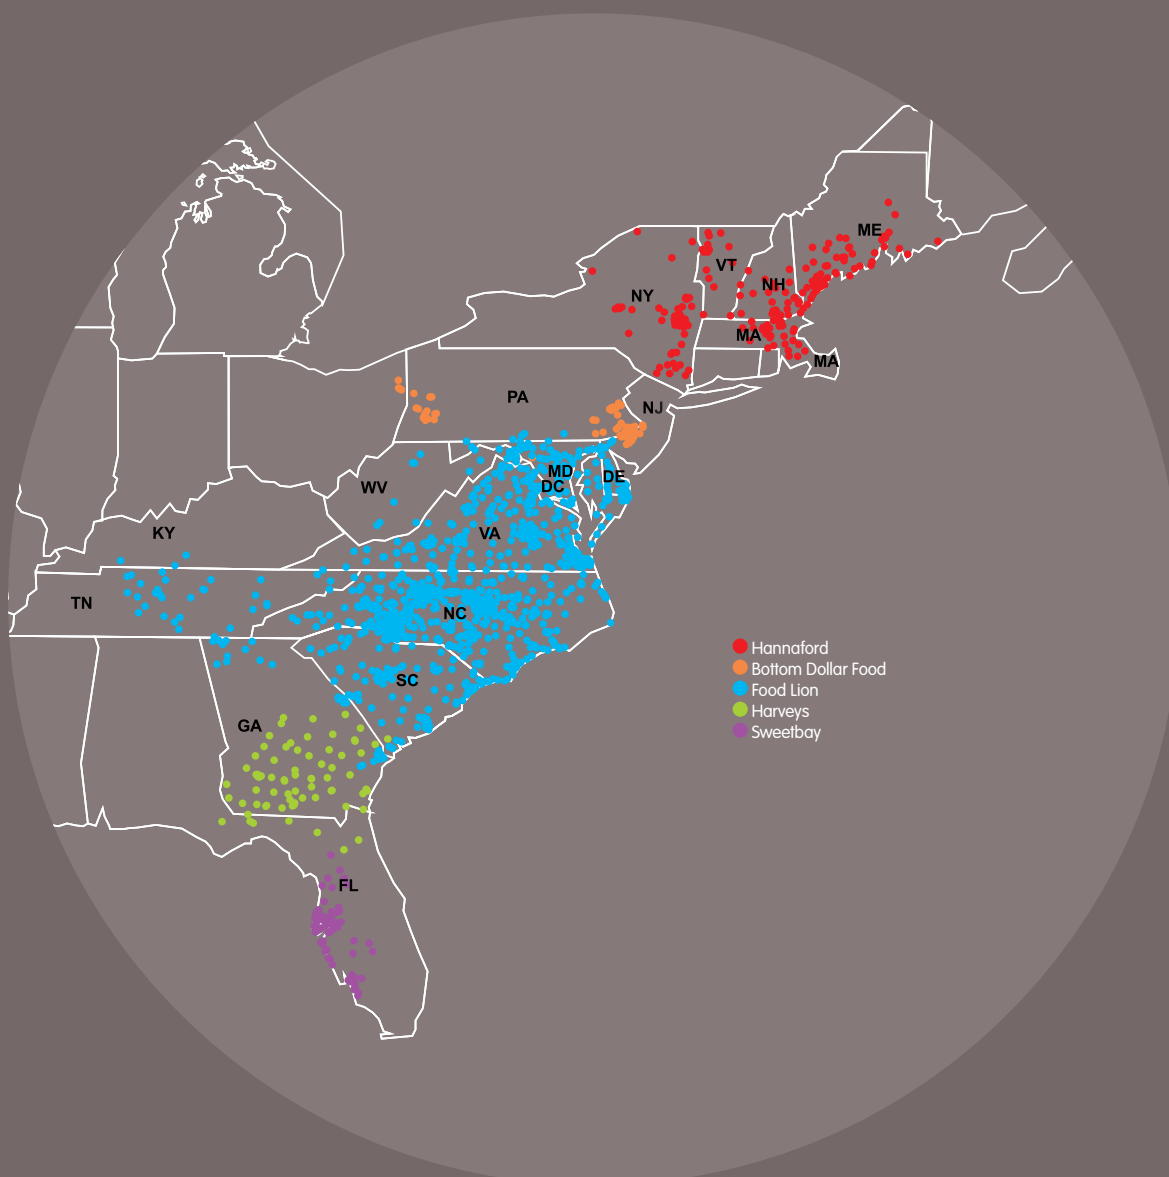 ME
VT
NH
NY
MA
MA
PA
NJ
MD
DE
DC
WV
VA
KY
TN
NC
SC
GA
FL
Hannaford
Bottom Dollar Food
Food Lion
Harveys
Sweetbay